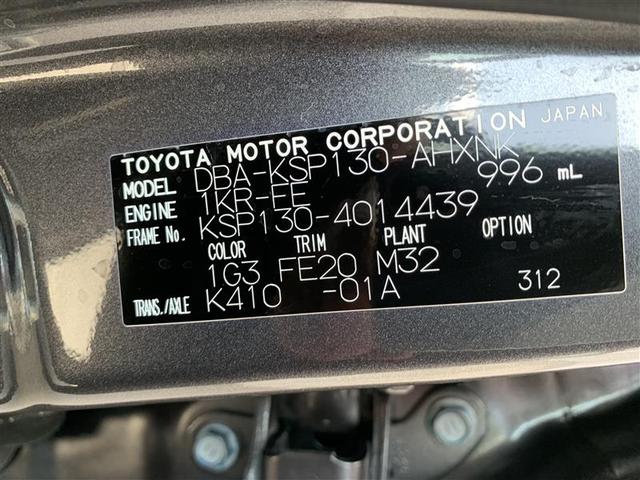 TOYOTA MOTOR CORPORATION JAPAN
MODEL DBA-KSP130-AHXNK
ENGINE 1KR-FE 996 mL
FRAME No. KSP130-4014439
COLOR TRIM PLANT OPTION
1G3 FE20 M32
TRANS./AXLE K410 -01A 312